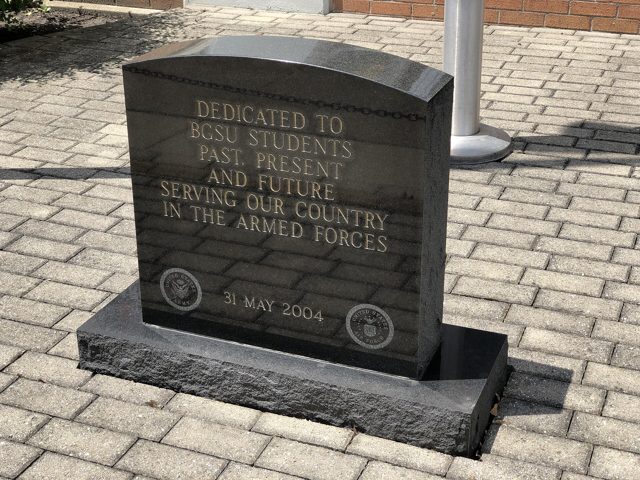 DEDICATED TO
BGSU STUDENTS
PAST, PRESENT
AND FUTURE
SERVING OUR COUNTRY
IN THE ARMED FORCES
31 MAY 2004